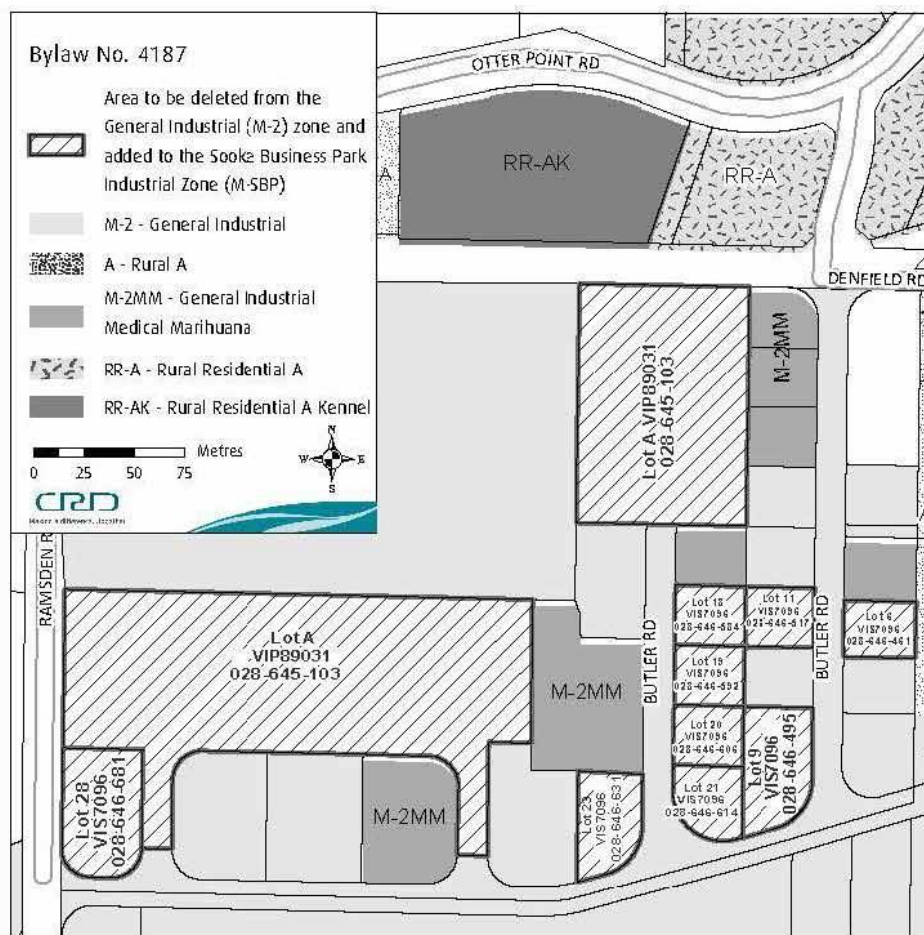 Bylaw No. 4187
Area to be deleted from the
General Industrial (M-2) zone and
added to the Sooke Business Park
Industrial Zone (M-SBP)
M-2 - General Industrial
A - Rural A
M-2MM - General Industrial
Medical Marihuana
RR-A - Rural Residential A
RR-AK - Rural Residential A Kennel
Metres
0 25 50 75
N
W E
S
CRD
Making a difference...together
OTTER POINT RD
A
RR-AK
RR-A
DENFIELD RD
Lot A VIP89031
028-645-103
M-2MM
RAMSDEN R
Lot A
VIP89031
028-645-103
M-2MM
BUTLER RD
Lot 18
VIS7096
028-646-584
Lot 11
VIS7096
028-646-517
BUTLER RD
Lot 6
VIS7096
028-646-461
Lot 19
VIS7096
028-646-592
Lot 20
VIS7096
028-646-606
Lot 9
VIS7096
028-646-495
Lot 21
VIS7096
028-646-614
Lot 23
VIS7096
028-646-631
Lot 28
VIS7096
028-646-681
M-2MM